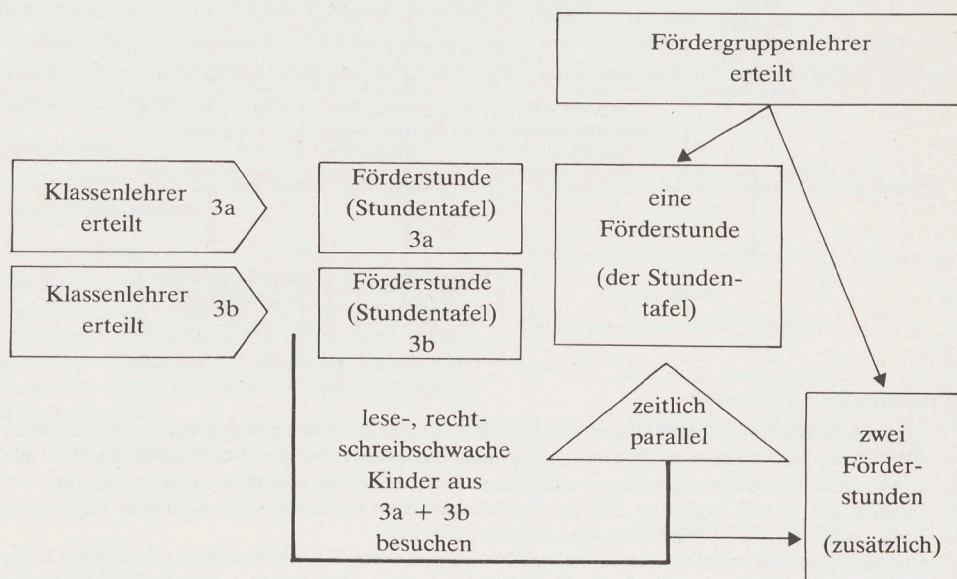 Fördergruppenlehrer
erteilt
Klassenlehrer 3a
erteilt
Förderstunde
(Stundentafel)
3a
eine
Förderstunde
(der Stunden-
tafel)
Klassenlehrer 3b
erteilt
Förderstunde
(Stundentafel)
3b
lese-, recht-
schreibschwache
Kinder aus
3a + 3b
besuchen
zeitlich
parallel
zwei
Förder-
stunden
(zusätzlich)